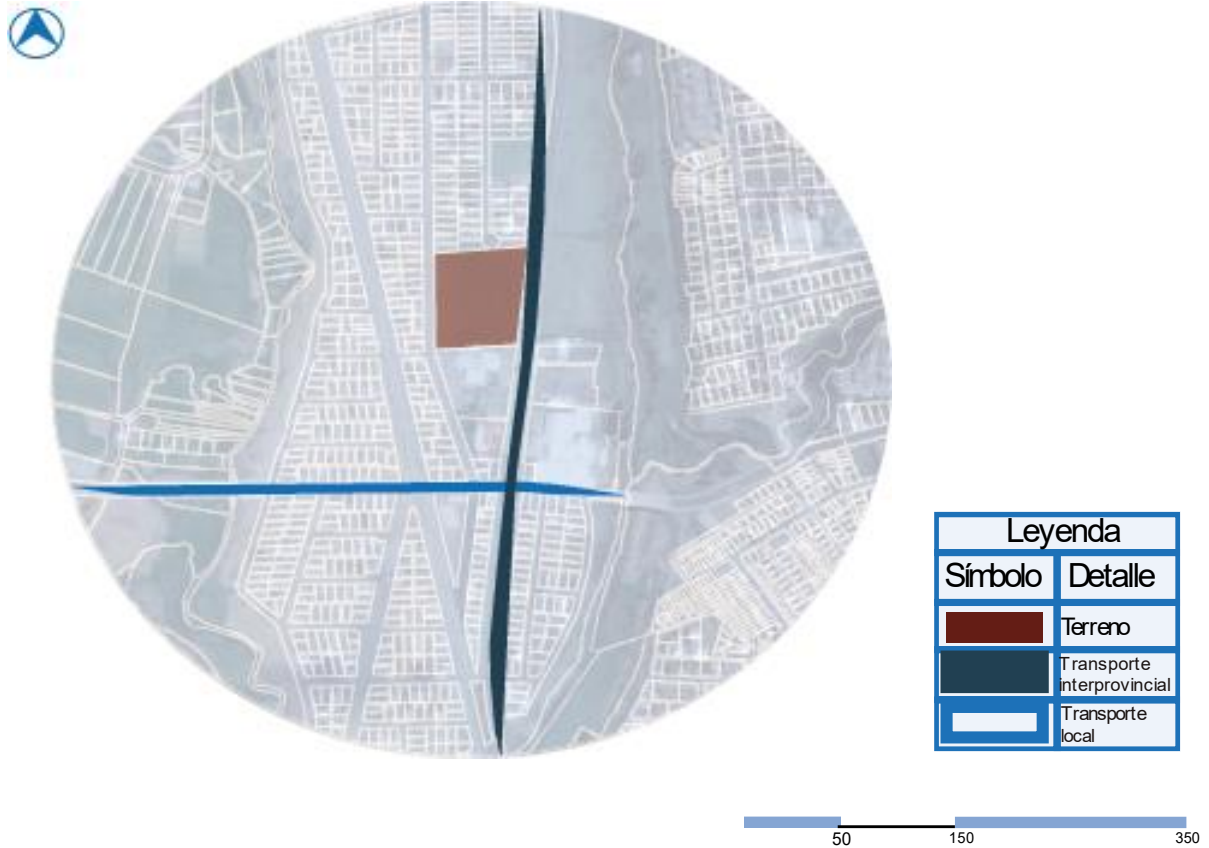 Leyenda
Símbolo Detalle
Terreno
Transporte
interprovincial
Transporte
local
50 150 350